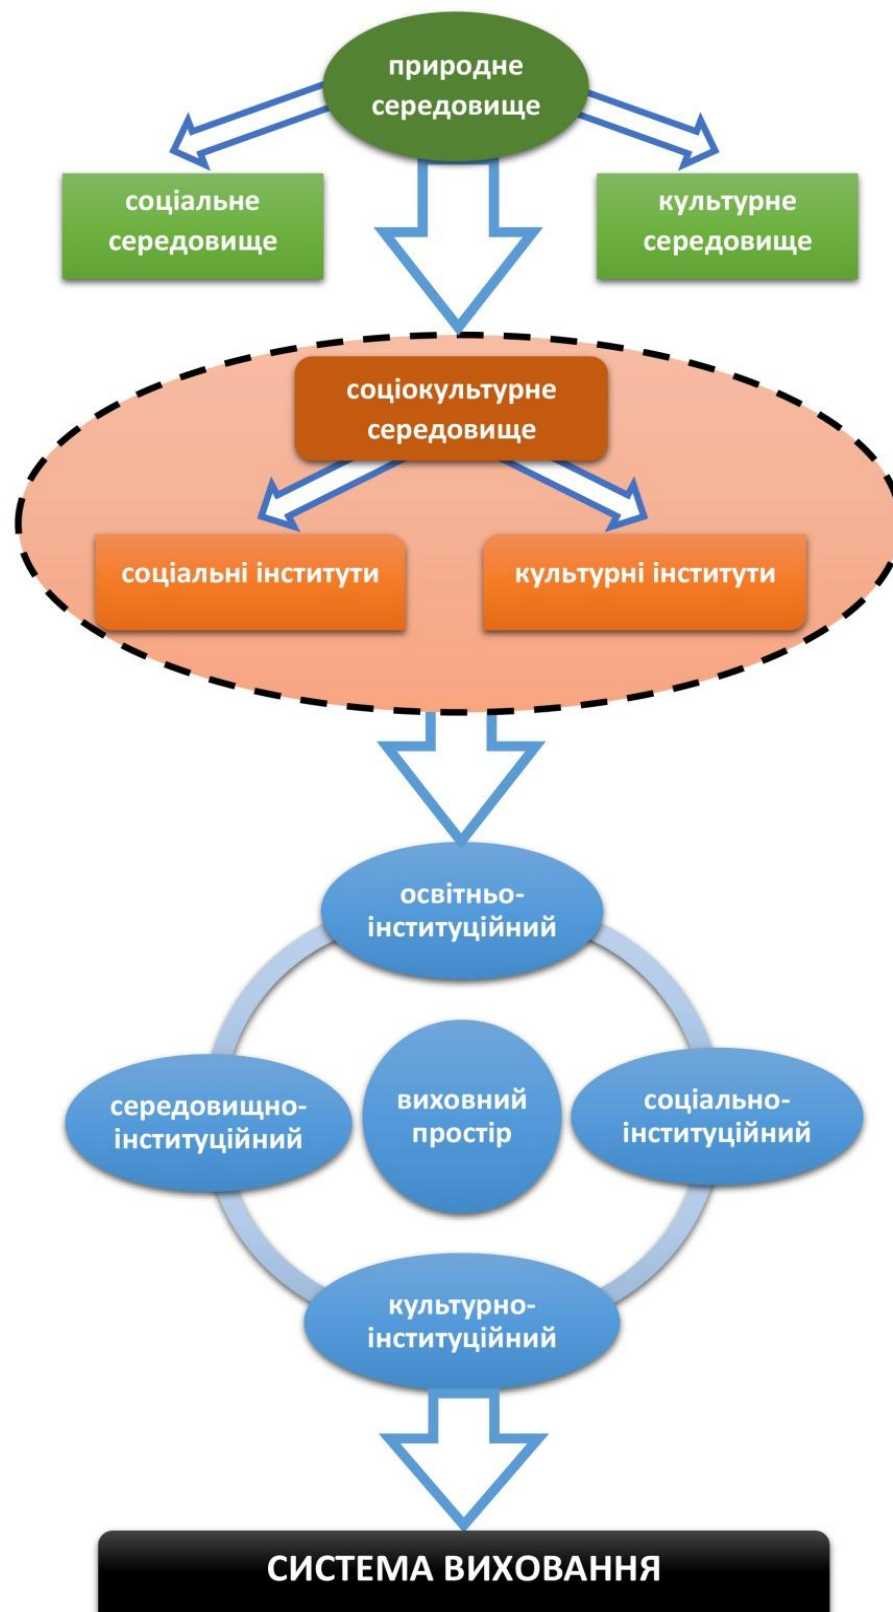 природне
середовище
соціальне
середовище
культурне
середовище
соціокультурне
середовище
соціальні інститути
культурні інститути
освітньо-
інституційний
середовищно-
інституційний
виховний
простір
соціально-
інституційний
культурно-
інституційний
СИСТЕМА ВИХОВАННЯ